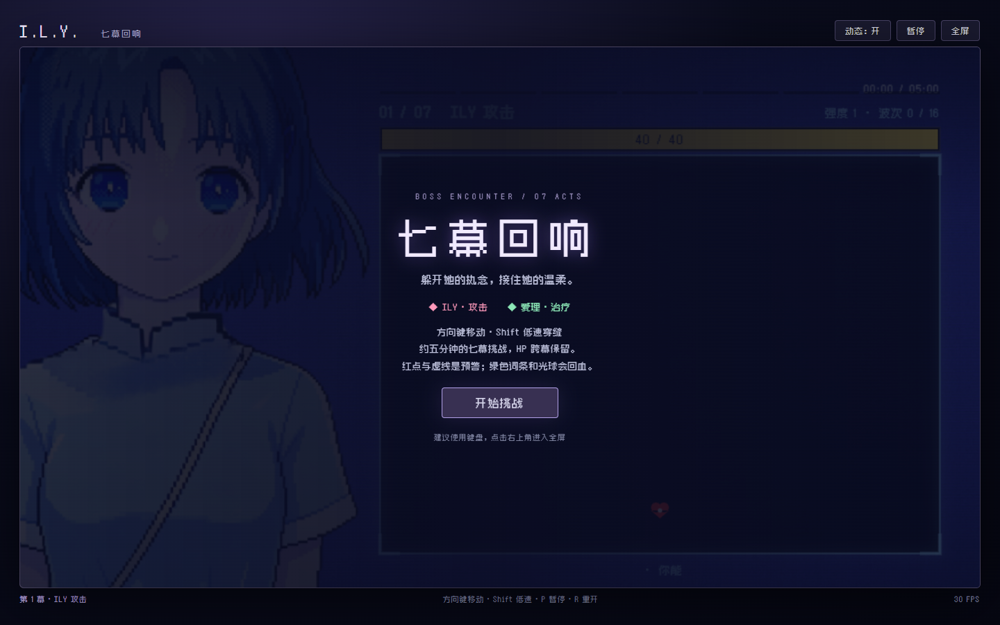 I.L.Y. 七幕回响
动态: 开 暂停 全屏
00:00 / 05:00
01 / 07 ILY 攻击 强度 1 · 波次 0 / 16
40 / 40
BOSS ENCOUNTER / 07 ACTS
七幕回响
躲开她的执念，接住她的温柔。
◆ ILY · 攻击 ◆ 爱理 · 治疗
方向键移动 · Shift 低速穿缝
约五分钟的七幕挑战，HP 跨幕保留。
红点与虚线是预警；绿色词条和光球会回血。
开始挑战
建议使用键盘，点击右上角进入全屏
· 你能
第 1 幕 · ILY 攻击 方向键移动 · Shift 低速 · P 暂停 · R 重开 30 FPS